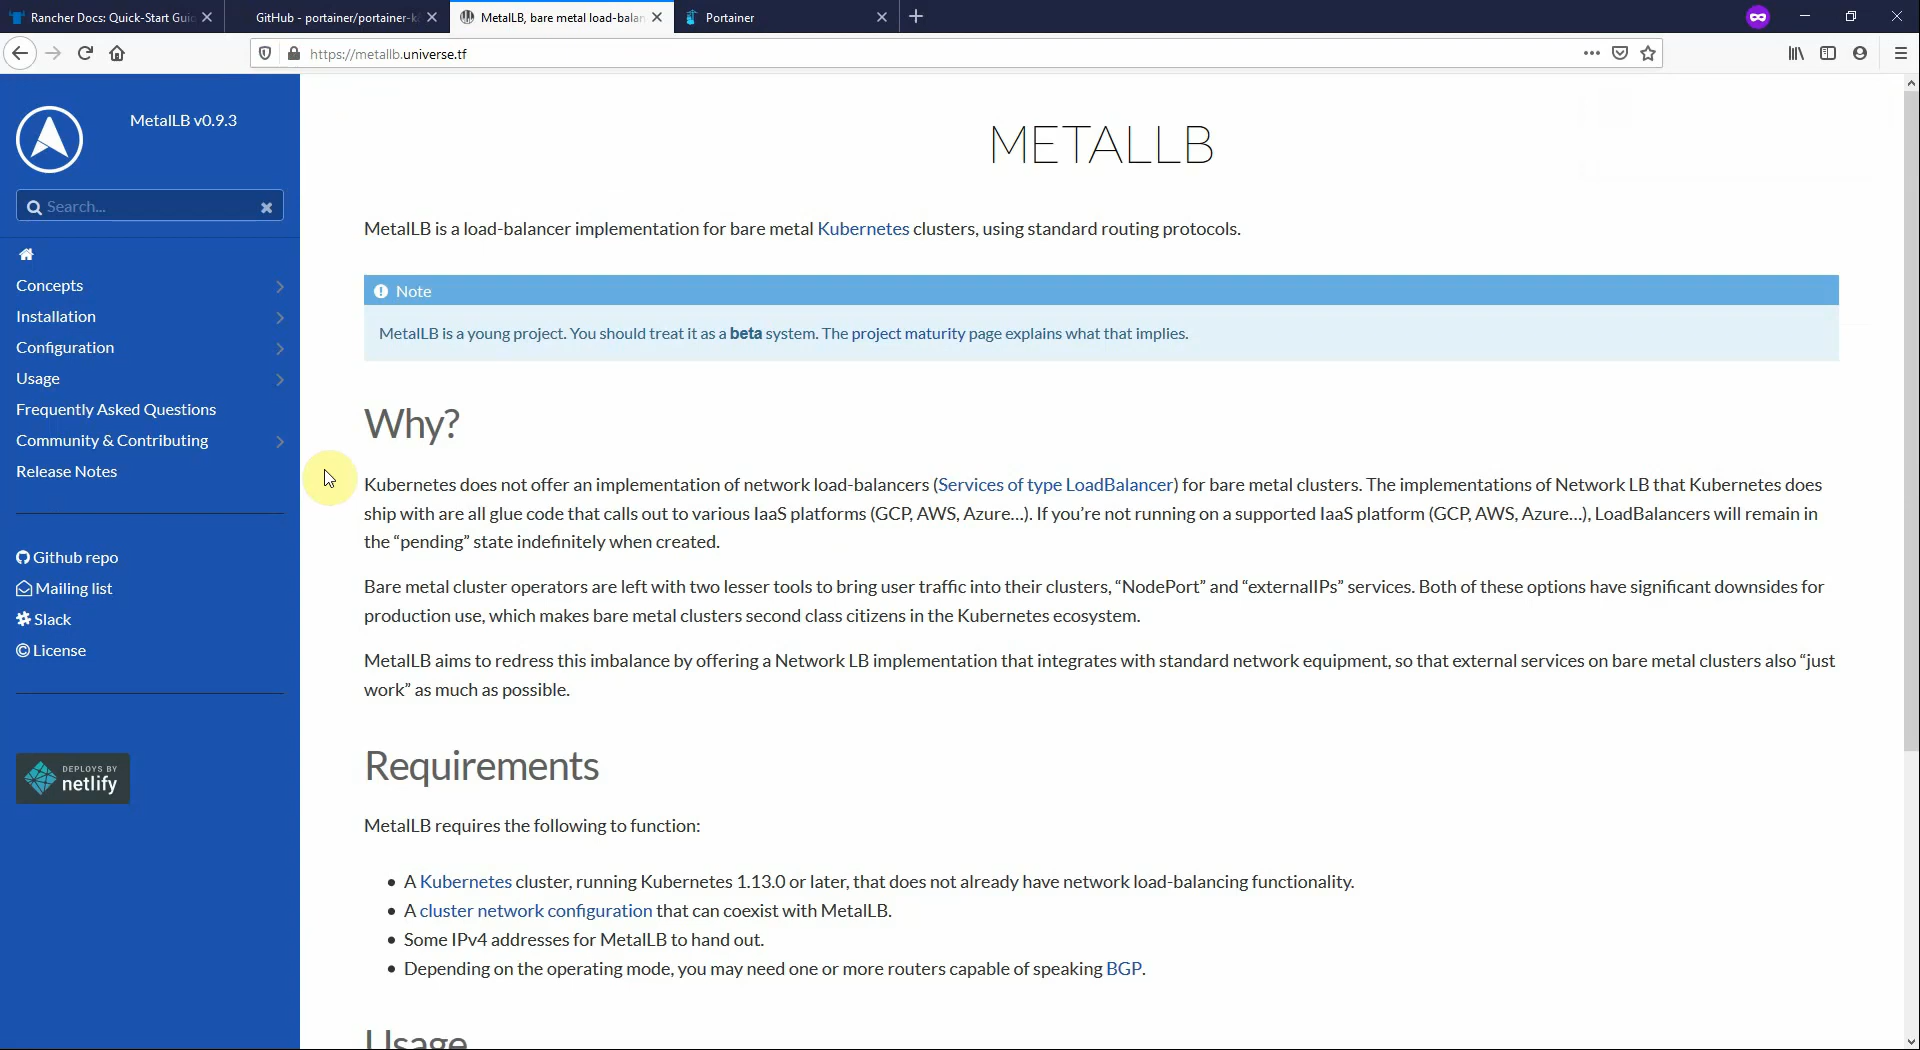 Rancher Docs: Quick-Start Gui
GitHub - portainer/portainer-k
MetalLB, bare metal load-balan
Portainer
https://metallb.universe.tf
MetalLB v0.9.3
Search...
Concepts
Installation
Configuration
Usage
Frequently Asked Questions
Community & Contributing
Release Notes
Github repo
Mailing list
Slack
License
DEPLOYS BY
netlify
METALLB
MetalLB is a load-balancer implementation for bare metal Kubernetes clusters, using standard routing protocols.
Note
MetalLB is a young project. You should treat it as a beta system. The project maturity page explains what that implies.
Why?
Kubernetes does not offer an implementation of network load-balancers (Services of type LoadBalancer) for bare metal clusters. The implementations of Network LB that Kubernetes does
ship with are all glue code that calls out to various IaaS platforms (GCP, AWS, Azure…). If you’re not running on a supported IaaS platform (GCP, AWS, Azure…), LoadBalancers will remain in
the “pending” state indefinitely when created.
Bare metal cluster operators are left with two lesser tools to bring user traffic into their clusters, “NodePort” and “externalIPs” services. Both of these options have significant downsides for
production use, which makes bare metal clusters second class citizens in the Kubernetes ecosystem.
MetalLB aims to redress this imbalance by offering a Network LB implementation that integrates with standard network equipment, so that external services on bare metal clusters also “just
work” as much as possible.
Requirements
MetalLB requires the following to function:
• A Kubernetes cluster, running Kubernetes 1.13.0 or later, that does not already have network load-balancing functionality.
• A cluster network configuration that can coexist with MetalLB.
• Some IPv4 addresses for MetalLB to hand out.
• Depending on the operating mode, you may need one or more routers capable of speaking BGP.
Usage